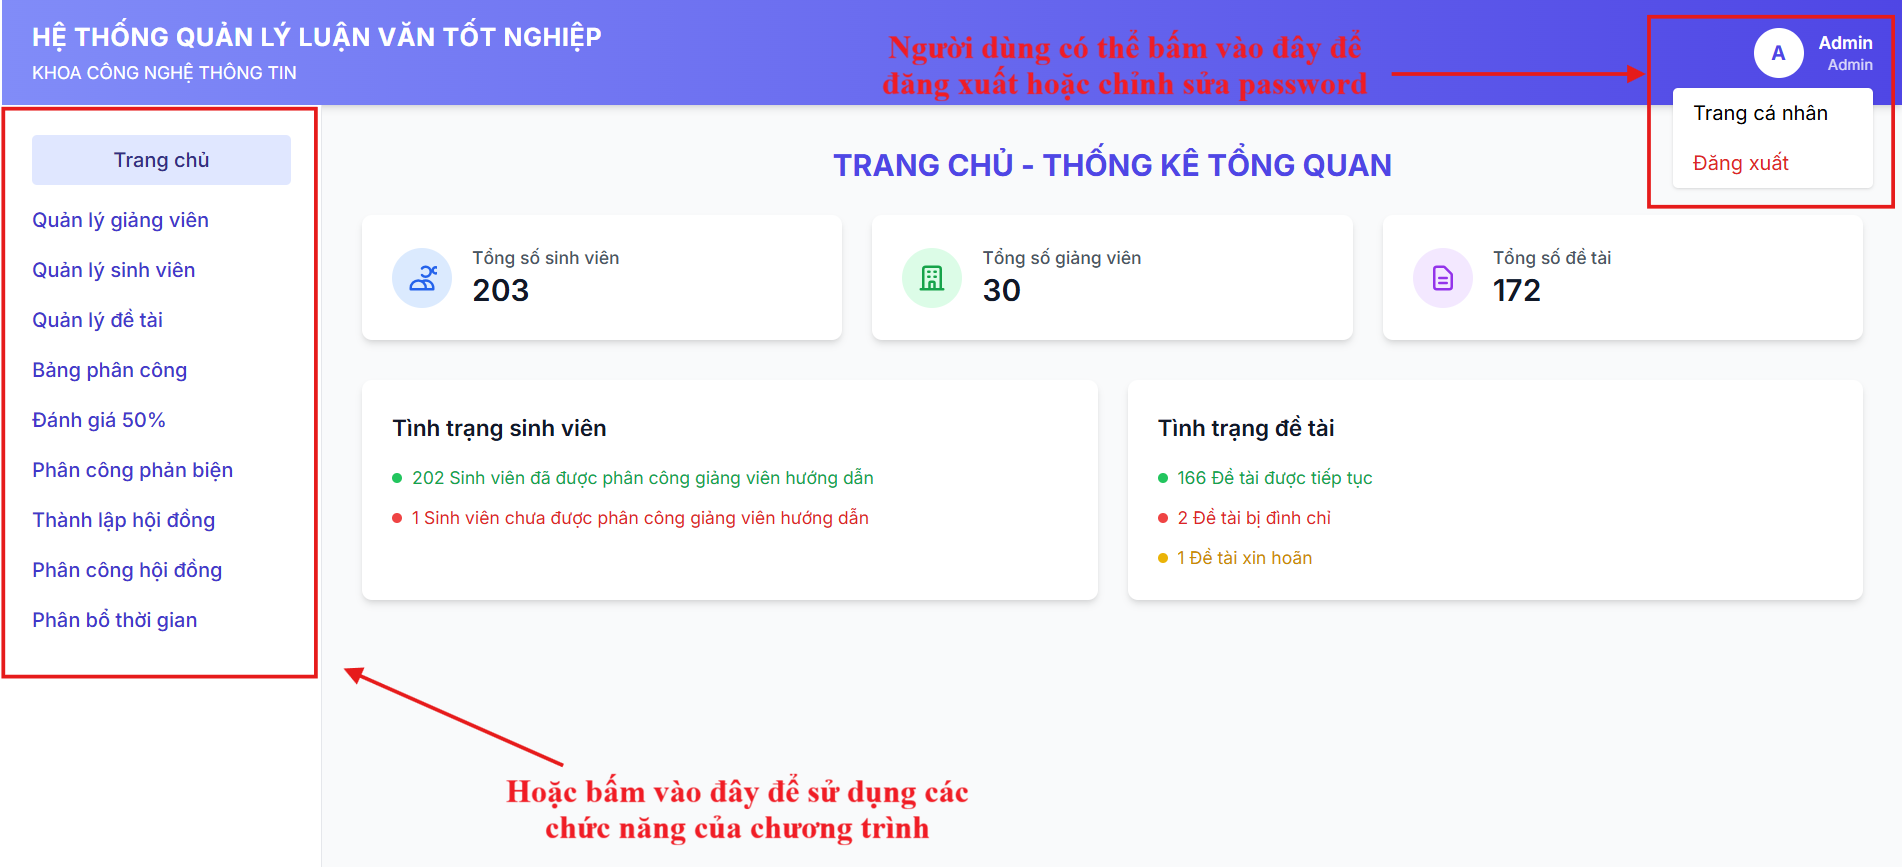 HỆ THỐNG QUẢN LÝ LUẬN VĂN TỐT NGHIỆP
KHOA CÔNG NGHỆ THÔNG TIN
Người dùng có thể bấm vào đây để
đăng xuất hoặc chỉnh sửa password
A
Admin
Admin
Trang cá nhân
Đăng xuất
Trang chủ
Quản lý giảng viên
Quản lý sinh viên
Quản lý đề tài
Bảng phân công
Đánh giá 50%
Phân công phản biện
Thành lập hội đồng
Phân công hội đồng
Phân bổ thời gian
TRANG CHỦ - THỐNG KÊ TỔNG QUAN
Tổng số sinh viên
203
Tổng số giảng viên
30
Tổng số đề tài
172
Tình trạng sinh viên
202 Sinh viên đã được phân công giảng viên hướng dẫn
1 Sinh viên chưa được phân công giảng viên hướng dẫn
Tình trạng đề tài
166 Đề tài được tiếp tục
2 Đề tài bị đình chỉ
1 Đề tài xin hoãn
Hoặc bấm vào đây để sử dụng các
chức năng của chương trình